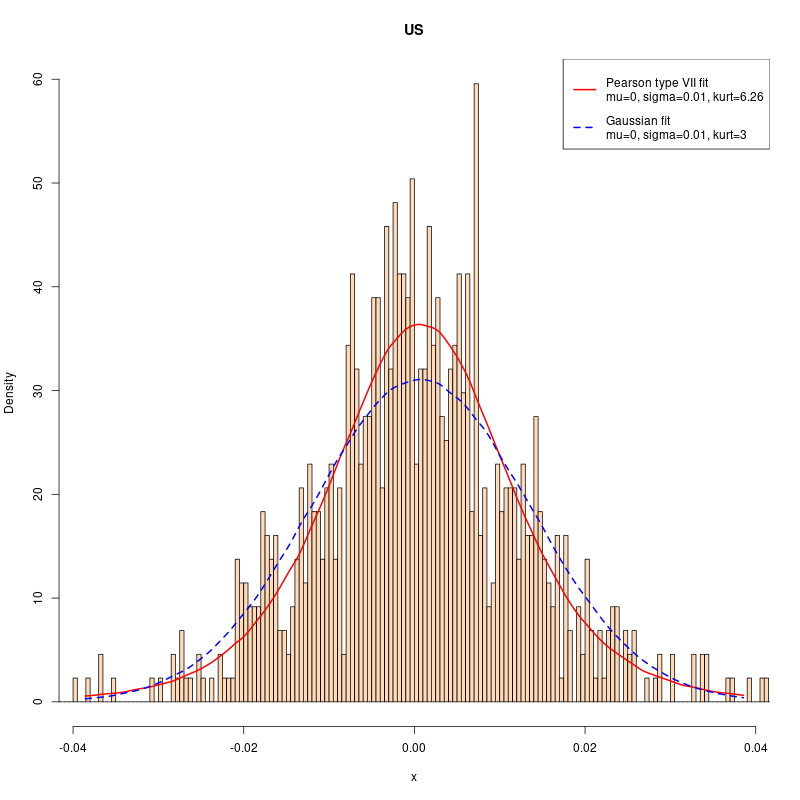 US
Pearson type VII fit
mu=0, sigma=0.01, kurt=6.26
Gaussian fit
mu=0, sigma=0.01, kurt=3
Density
60
50
40
30
20
10
0
-0.04 -0.02 0.00 0.02 0.04
x